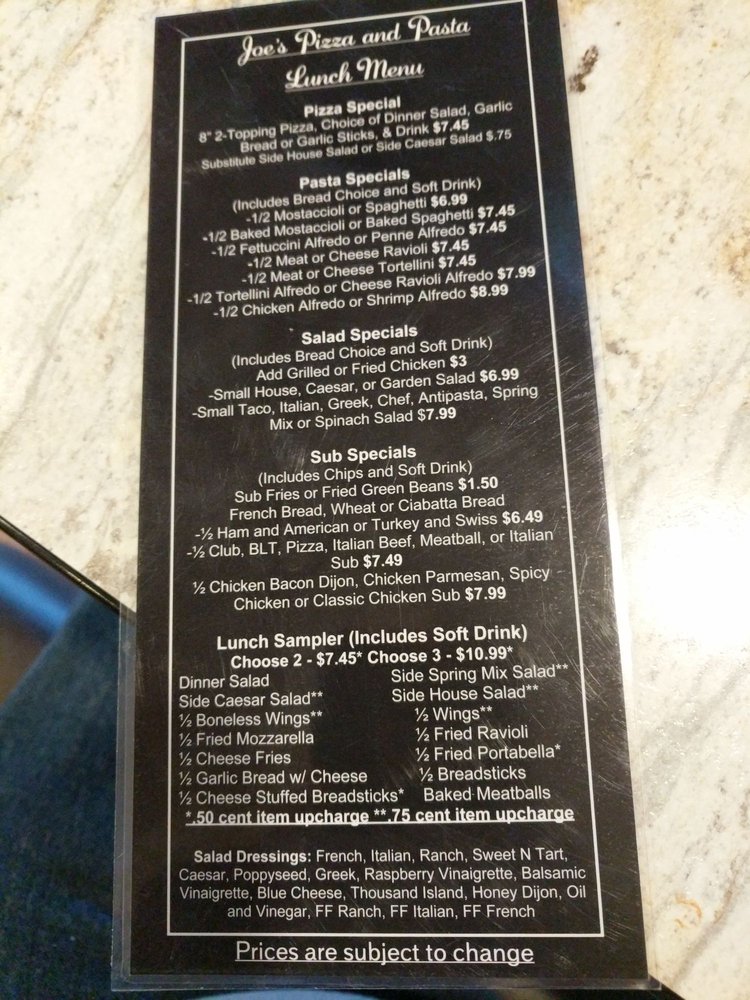 Joe's Pizza and Pasta
Lunch Menu
Pizza Special
8" 2-Topping Pizza, Choice of Dinner Salad, Garlic
Bread or Garlic Sticks, & Drink $7.45
Substitute Side House Salad or Side Caesar Salad $.75
Pasta Specials
(Includes Bread Choice and Soft Drink)
-1/2 Mostaccioli or Spaghetti $6.99
-1/2 Baked Mostaccioli or Baked Spaghetti $7.45
-1/2 Fettuccini Alfredo or Penne Alfredo $7.45
-1/2 Meat or Cheese Ravioli $7.45
-1/2 Meat or Cheese Tortellini $7.45
-1/2 Tortellini Alfredo or Cheese Ravioli Alfredo $7.99
-1/2 Chicken Alfredo or Shrimp Alfredo $8.99
Salad Specials
(Includes Bread Choice and Soft Drink)
Add Grilled or Fried Chicken $3
-Small House, Caesar, or Garden Salad $6.99
-Small Taco, Italian, Greek, Chef, Antipasta, Spring
Mix or Spinach Salad $7.99
Sub Specials
(Includes Chips and Soft Drink)
Sub Fries or Fried Green Beans $1.50
French Bread, Wheat or Ciabatta Bread
-½ Ham and American or Turkey and Swiss $6.49
-½ Club, BLT, Pizza, Italian Beef, Meatball, or Italian
Sub $7.49
½ Chicken Bacon Dijon, Chicken Parmesan, Spicy
Chicken or Classic Chicken Sub $7.99
Lunch Sampler (Includes Soft Drink)
Choose 2 - $7.45* Choose 3 - $10.99*
Dinner Salad Side Spring Mix Salad**
Side Caesar Salad** Side House Salad**
½ Boneless Wings** ½ Wings**
½ Fried Mozzarella ½ Fried Ravioli
½ Cheese Fries ½ Fried Portabella*
½ Garlic Bread w/ Cheese ½ Breadsticks
½ Cheese Stuffed Breadsticks* Baked Meatballs
*.50 cent item upcharge **.75 cent item upcharge
Salad Dressings: French, Italian, Ranch, Sweet N Tart,
Caesar, Poppyseed, Greek, Raspberry Vinaigrette, Balsamic
Vinaigrette, Blue Cheese, Thousand Island, Honey Dijon, Oil
and Vinegar, FF Ranch, FF Italian, FF French
Prices are subject to change